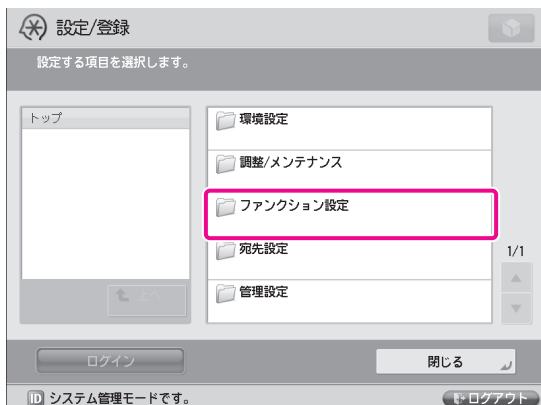 設定/登録
設定する項目を選択します。
トップ
環境設定
調整/メンテナンス
ファンクション設定
宛先設定
管理設定
1/1
上へ
ログイン
閉じる
ID システム管理モードです。
ログアウト